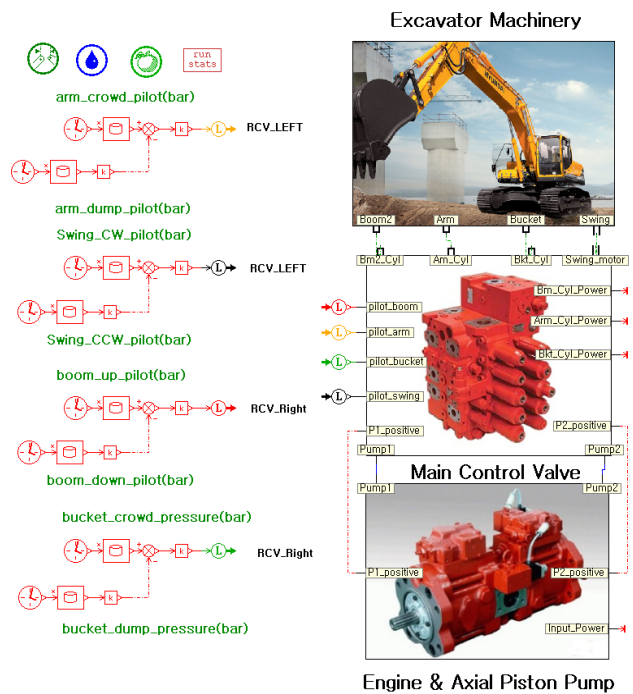 Excavator Machinery
run
stats
arm_crowd_pilot(bar)
x
+
-
k
L
RCV_LEFT
x
k
arm_dump_pilot(bar)
Swing_CW_pilot(bar)
x
+
-
k
L
RCV_LEFT
x
k
Swing_CCW_pilot(bar)
boom_up_pilot(bar)
x
+
-
k
L
RCV_Right
x
k
boom_down_pilot(bar)
bucket_crowd_pressure(bar)
x
+
-
k
L
RCV_Right
x
k
bucket_dump_pressure(bar)
HYUNDAI
Boom2
Arm
Bucket
Swing
Bm2_Cyl
Am_Cyl
Bkt_Cyl
Swing_motor
Bm_Cyl_Power
L
pilot_boom
Arm_Cyl_Power
L
pilot_arm
Bkt_Cyl_Power
L
pilot_bucket
L
pilot_swing
P1_positive
P2_positive
Pump1
Pump2
Main Control Valve
Pump1
Pump2
P1_positive
P2_positive
Input_Power
Engine & Axial Piston Pump